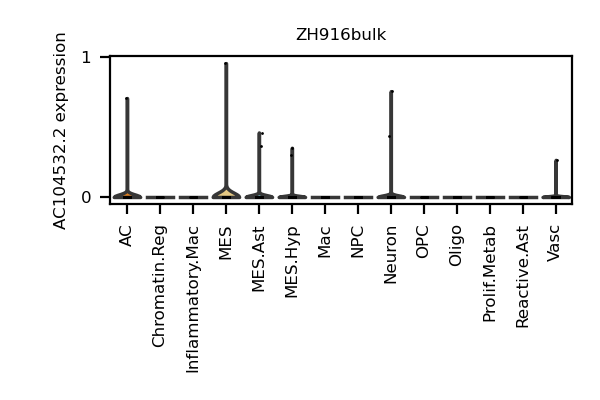 ZH916bulk
AC104532.2 expression
1
0
AC
Chromatin.Reg
Inflammatory.Mac
MES
MES.Ast
MES.Hyp
Mac
NPC
Neuron
OPC
Oligo
Prolif.Metab
Reactive.Ast
Vasc